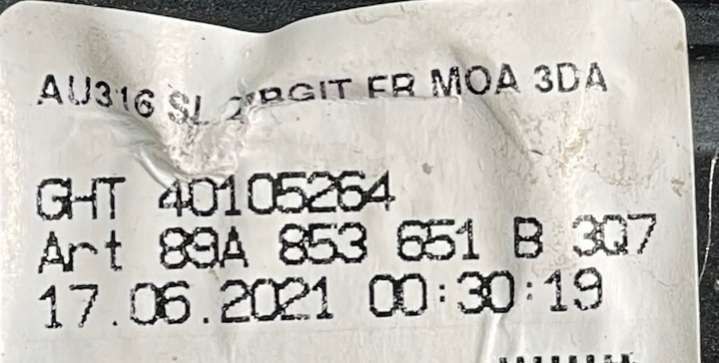 AU316 SL FR MOA 3DA
GHT 40105264
Art 89A 853 651 B 3Q7
17.06.2021 00:30:19